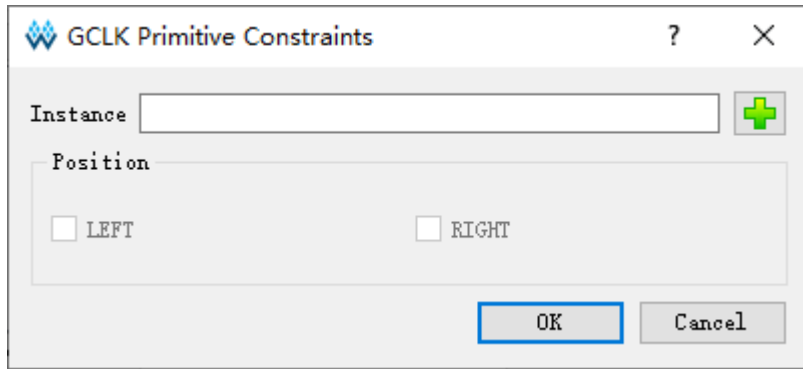 GCLK Primitive Constraints ?
Instance
Position
LEFT RIGHT
OK Cancel